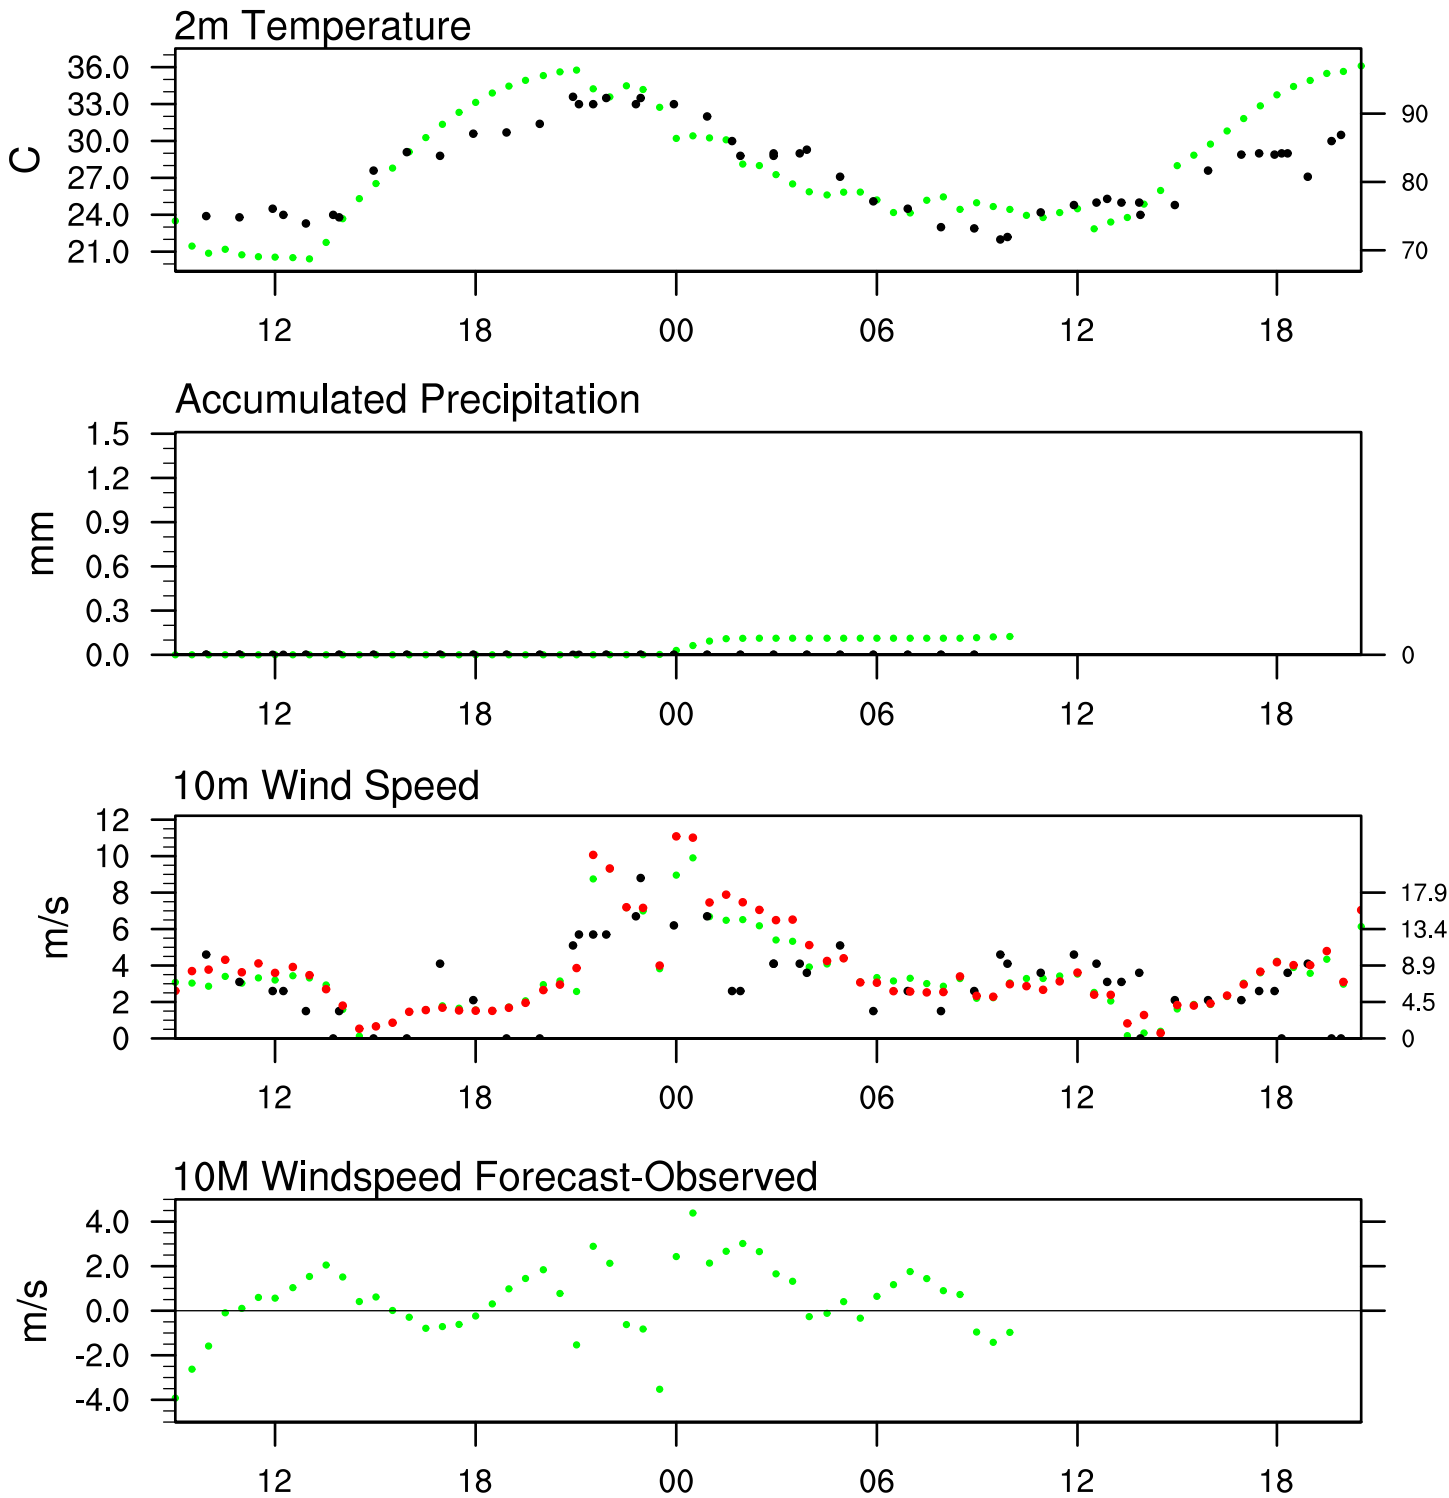 2m Temperature
36.0
33.0
30.0
27.0
24.0
21.0
C
90
80
70
12 18 00 06 12 18
Accumulated Precipitation
1.5
1.2
0.9
0.6
0.3
0.0
mm
0
12 18 00 06 12 18
10m Wind Speed
12
10
8
6
4
2
0
m/s
17.9
13.4
8.9
4.5
0
12 18 00 06 12 18
10M Windspeed Forecast-Observed
4.0
2.0
0.0
-2.0
-4.0
m/s
12 18 00 06 12 18